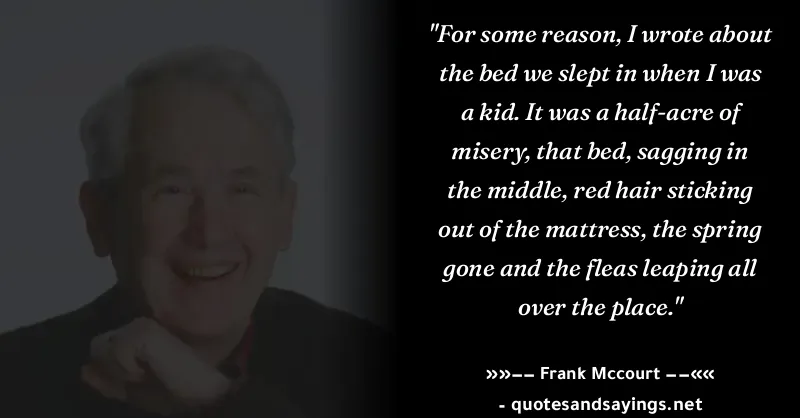 "For some reason, I wrote about
the bed we slept in when I was
a kid. It was a half-acre of
misery, that bed, sagging in
the middle, red hair sticking
out of the mattress, the spring
gone and the fleas leaping all
over the place."
»»−− Frank Mccourt −−««
- quotesandsayings.net